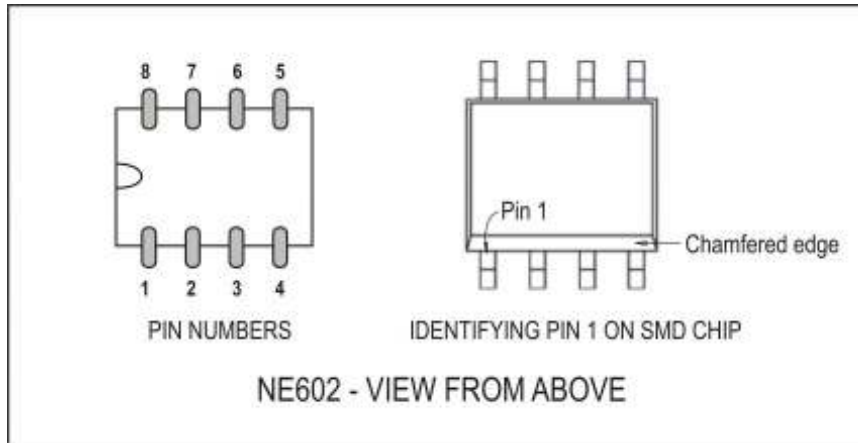 8 7 6 5
Pin 1
Chamfered edge
1 2 3 4
PIN NUMBERS
IDENTIFYING PIN 1 ON SMD CHIP
NE602 - VIEW FROM ABOVE